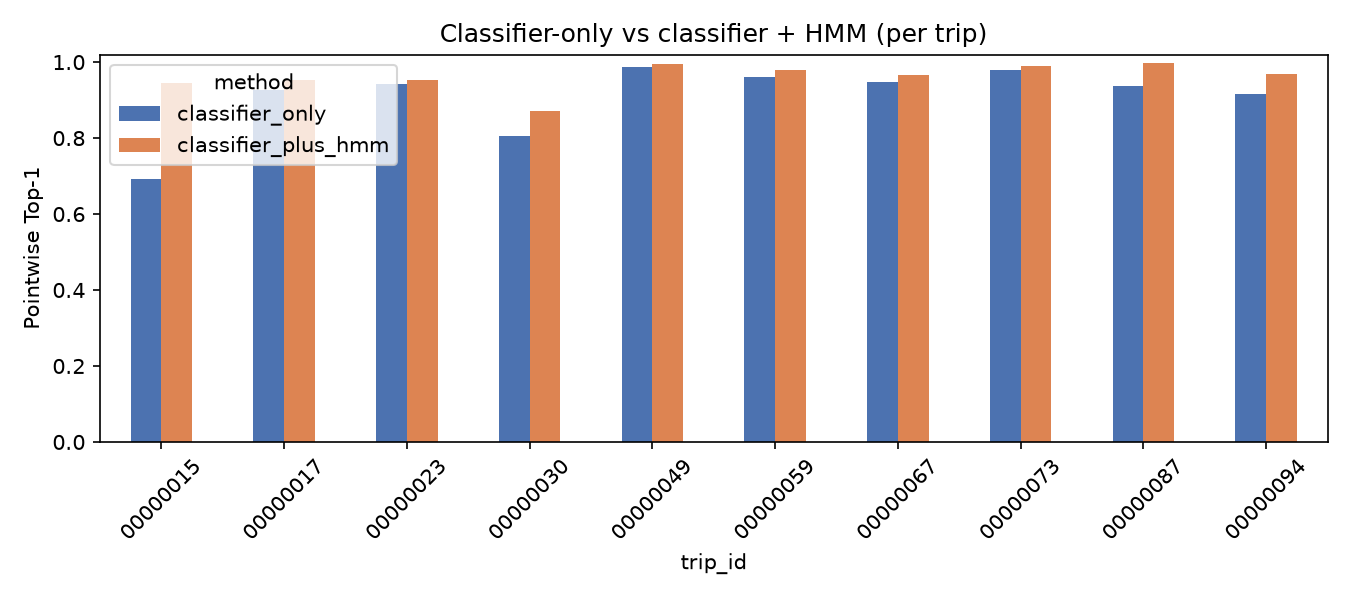 Classifier-only vs classifier + HMM (per trip)
Pointwise Top-1
1.0
0.8
0.6
0.4
0.2
0.0
method
classifier_only
classifier_plus_hmm
00000015
00000017
00000023
00000030
00000049
00000059
00000067
00000073
00000087
00000094
trip_id